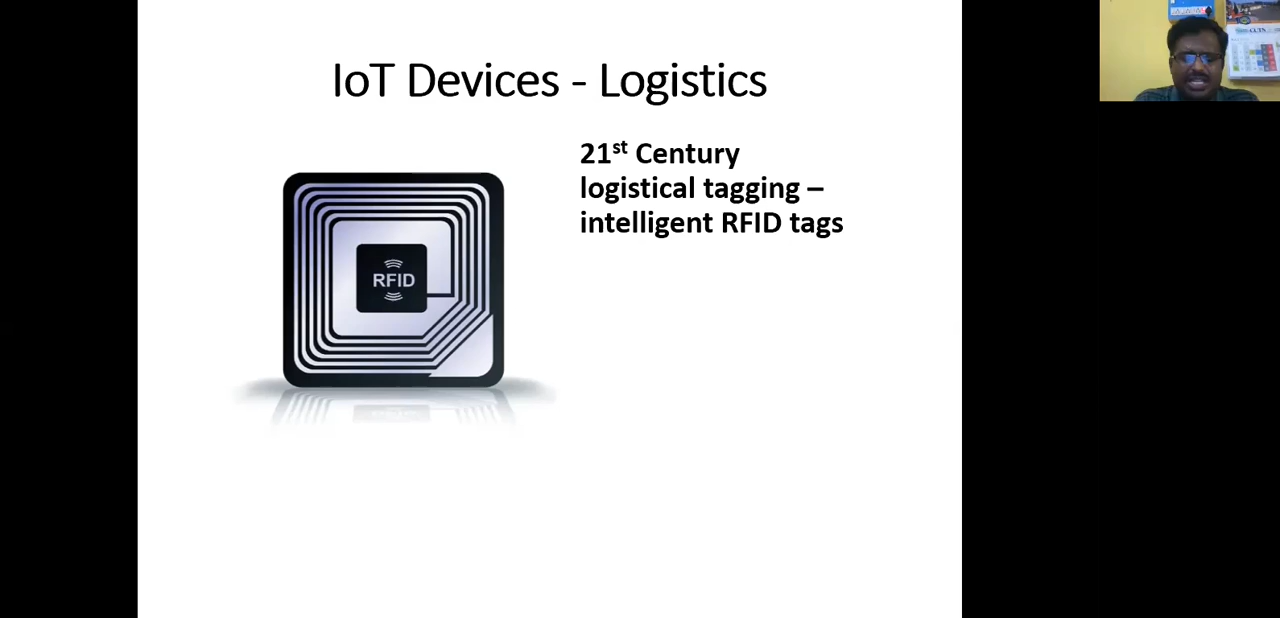 IoT Devices - Logistics
21st Century
logistical tagging –
intelligent RFID tags
RFID